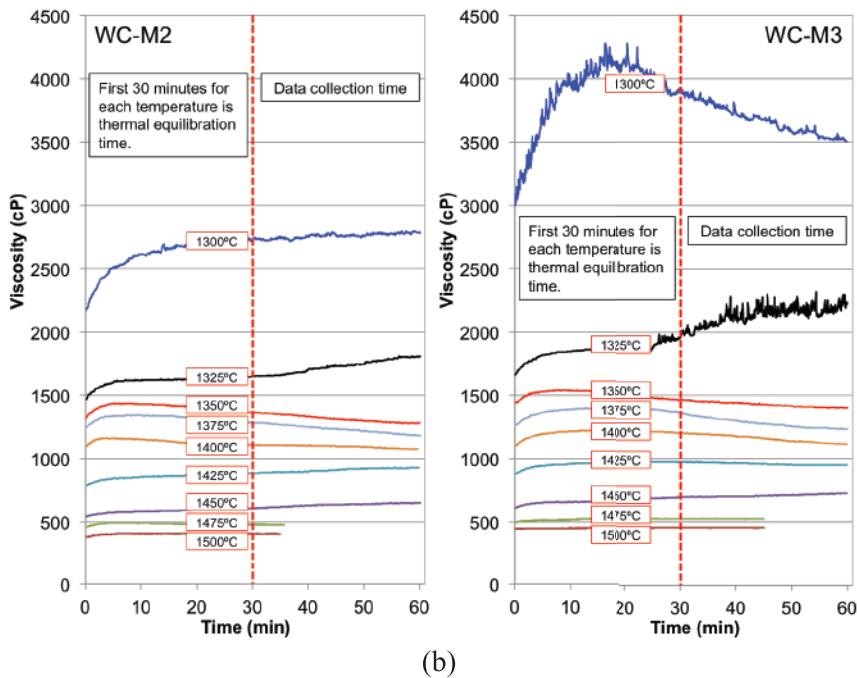 WC-M2
First 30 minutes for
each temperature is
thermal equilibration
time.
Data collection time
Viscosity (cP)
4500
4000
3500
3000
2500
2000
1500
1000
500
0
1300ºC
1325ºC
1350ºC
1375ºC
1400ºC
1425ºC
1450ºC
1475ºC
1500ºC
0
10
20
30
40
50
60
Time (min)
WC-M3
First 30 minutes for
each temperature is
thermal equilibration
time.
Data collection time
Viscosity (cP)
4500
4000
3500
3000
2500
2000
1500
1000
500
0
1300ºC
1325ºC
1350ºC
1375ºC
1400ºC
1425ºC
1450ºC
1475ºC
1500ºC
0
10
20
30
40
50
60
Time (min)
(b)